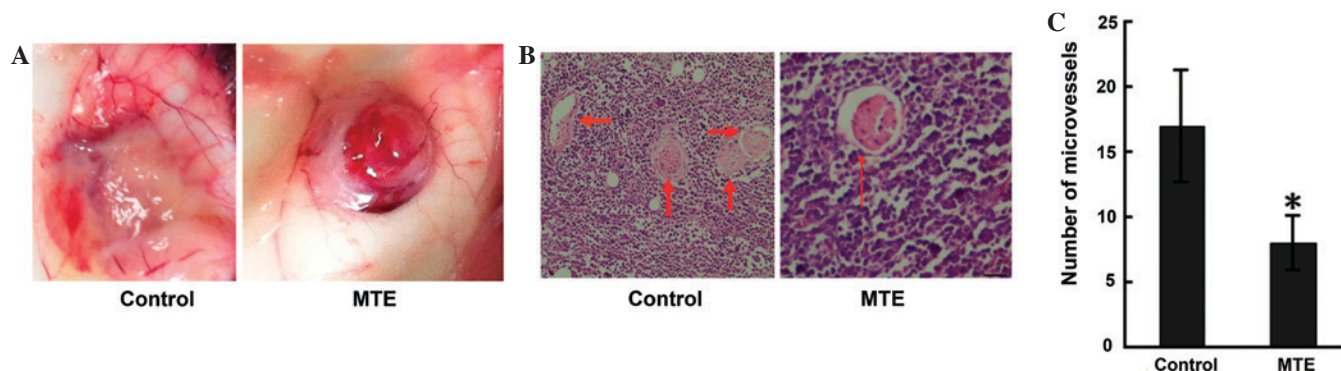 A
Control
MTE
B
Control
MTE
C
Number of microvessels
25
20
15
10
5
0
*
Control
MTE